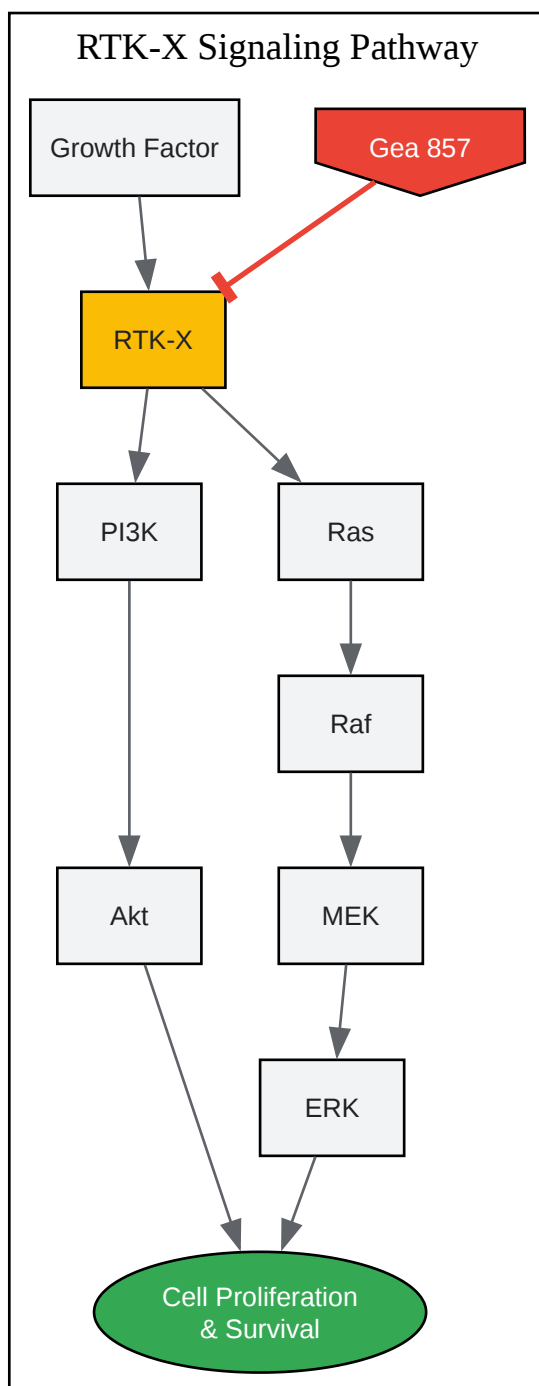 RTK-X Signaling Pathway
Growth Factor
Gea 857
RTK-X
PI3K
Ras
Raf
Akt
MEK
ERK
Cell Proliferation
& Survival